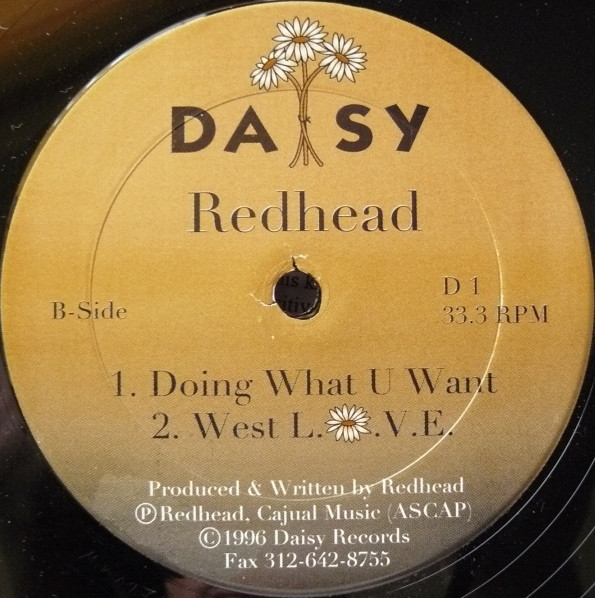 DAISY
Redhead
B-Side
D 1
33.3 RPM
1. Doing What U Want
2. West L. .V.E.
Produced & Written by Redhead
ⓟRedhead, Cajual Music (ASCAP)
©1996 Daisy Records
Fax 312-642-8755